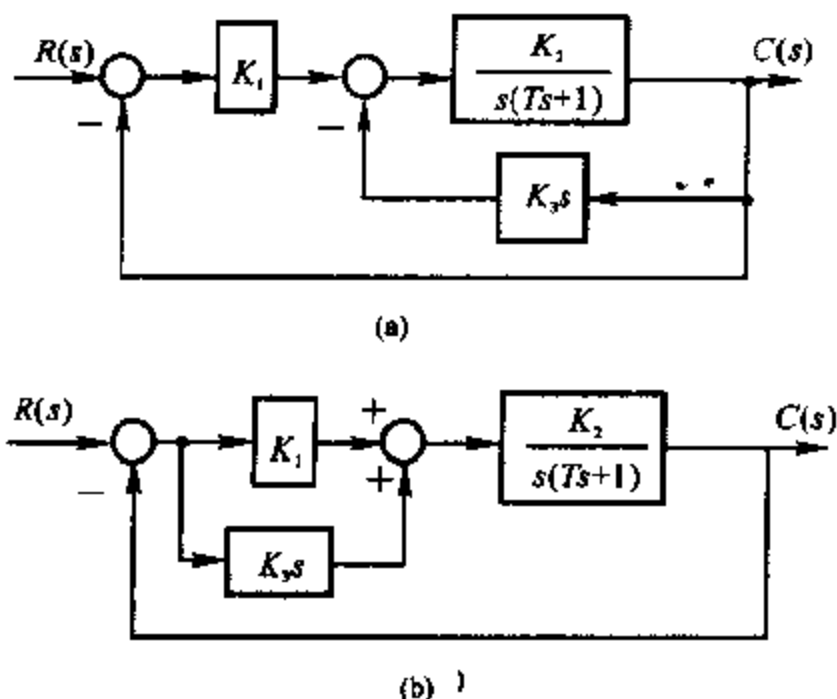 R(s)
K₁
K₂
s(Ts+1)
C(s)
−
−
K₃s
(a)
R(s)
K₁
+
+
K₂
s(Ts+1)
C(s)
−
K₃s
(b)